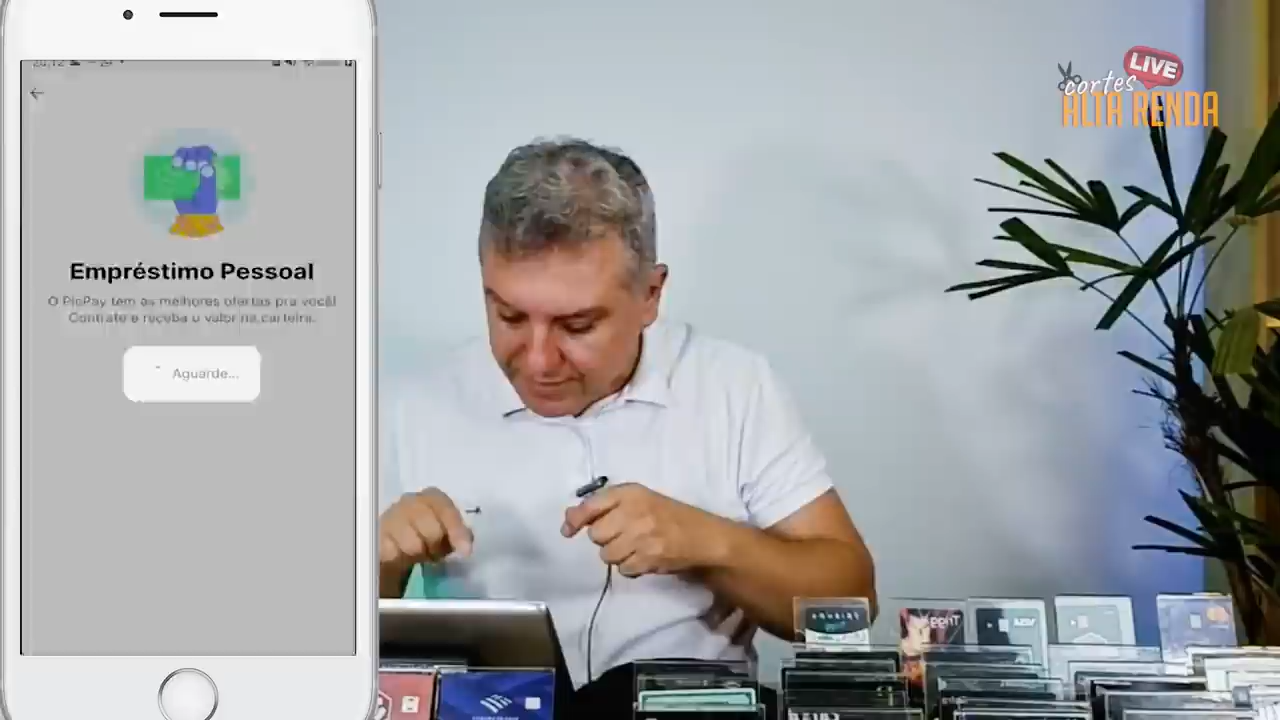 Empréstimo Pessoal
O PicPay tem as melhores ofertas pra você!
Contrate e receba o valor na carteira.
Aguarde...
LIVE
cortes
ALTA RENDA